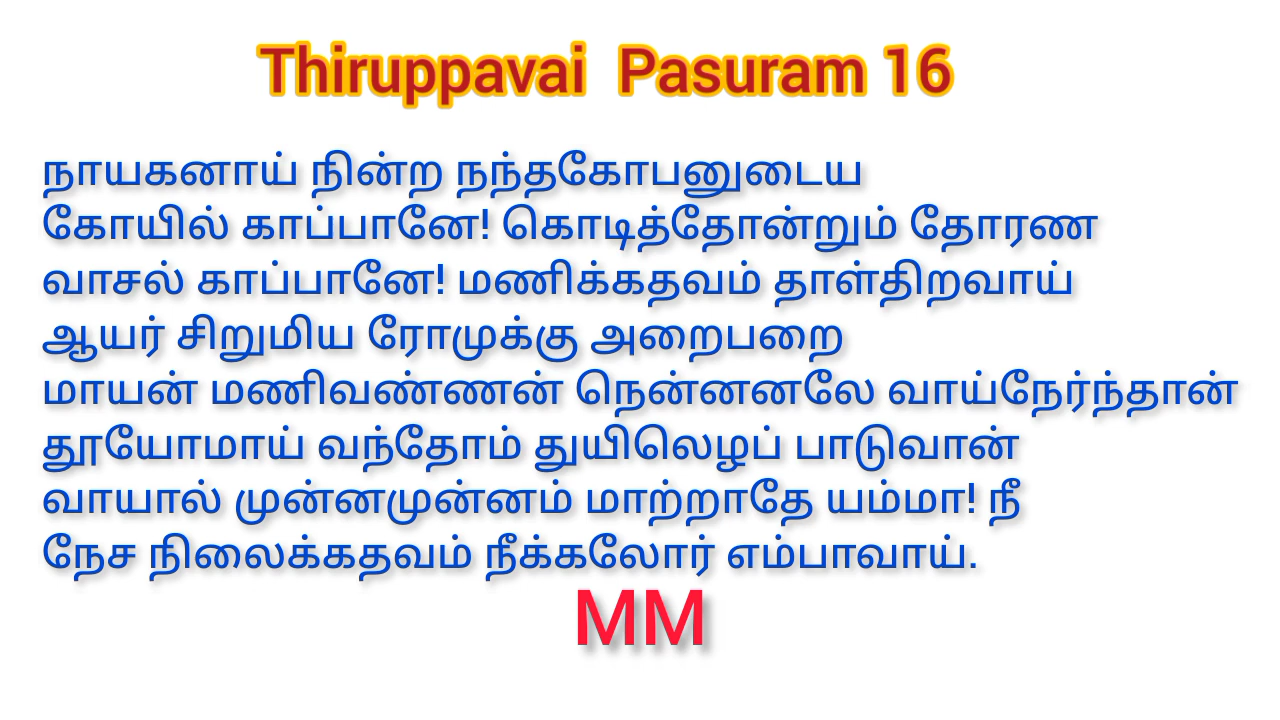 Thiruppavai Pasuram 16
நாயகனாய் நின்ற நந்தகோபனுடைய
கோயில் காப்பானே! கொடித்தோன்றும் தோரண
வாசல் காப்பானே! மணிக்கதவம் தாள்திறவாய்
ஆயர் சிறுமிய ரோமுக்கு அறைபறை
மாயன் மணிவண்ணன் நென்னனலே வாய்நேர்ந்தான்
தூயோமாய் வந்தோம் துயிலெழப் பாடுவான்
வாயால் முன்னமுன்னம் மாற்றாதே யம்மா! நீ
நேச நிலைக்கதவம் நீக்கலோர் எம்பாவாய்.
MM